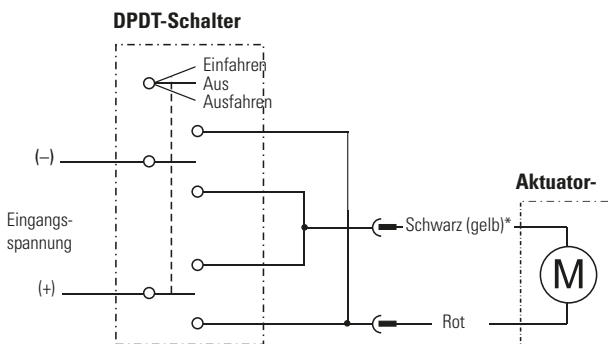 DPDT-Schalter
Einfahren
Aus
Ausfahren
(–)
Eingangs-
spannung
(+)
Aktuator-
Schwarz (gelb)*
M
Rot